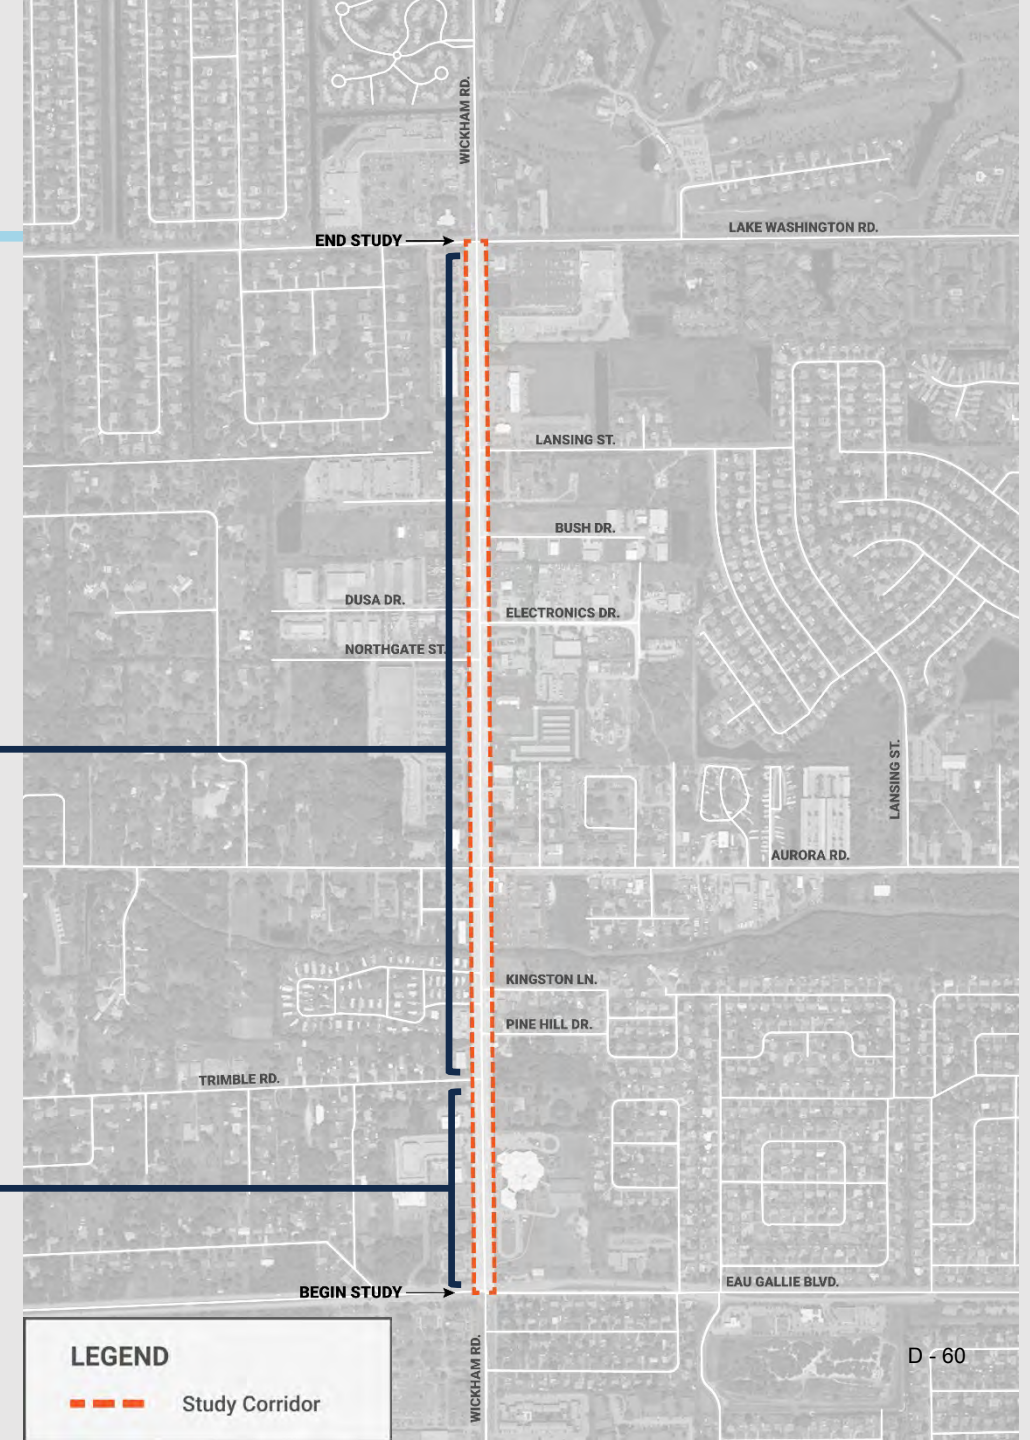 WICKHAM RD.
LAKE WASHINGTON RD.
END STUDY
LANSING ST.
BUSH DR.
DUSA DR.
ELECTRONICS DR.
NORTHGATE ST.
LANSING ST.
AURORA RD.
KINGSTON LN.
PINE HILL DR.
TRIMBLE RD.
EAU GALLIE BLVD.
BEGIN STUDY
WICKHAM RD.
LEGEND
Study Corridor
D - 60